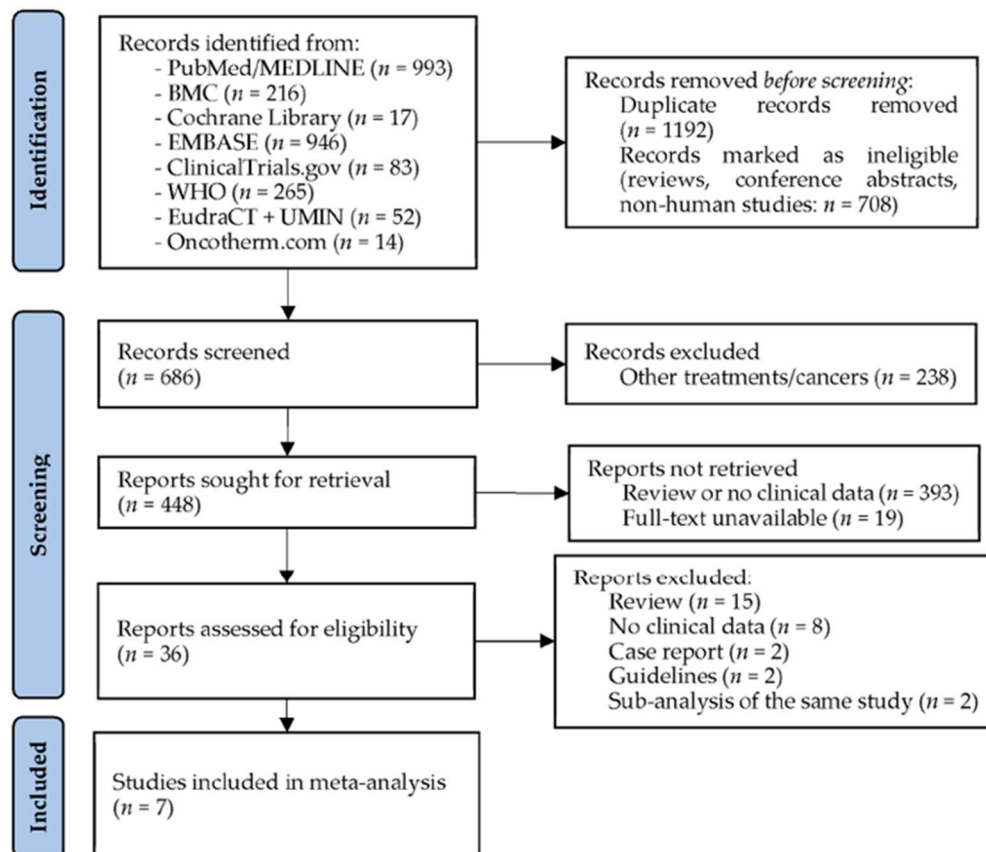 Identification
Records identified from:
- PubMed/MEDLINE (n = 993)
- BMC (n = 216)
- Cochrane Library (n = 17)
- EMBASE (n = 946)
- ClinicalTrials.gov (n = 83)
- WHO (n = 265)
- EudraCT + UMIN (n = 52)
- Oncotherm.com (n = 14)
Records removed before screening:
Duplicate records removed
(n = 1192)
Records marked as ineligible
(reviews, conference abstracts,
non-human studies: n = 708)
Screening
Records screened
(n = 686)
Records excluded
Other treatments/cancers (n = 238)
Reports sought for retrieval
(n = 448)
Reports not retrieved
Review or no clinical data (n = 393)
Full-text unavailable (n = 19)
Reports assessed for eligibility
(n = 36)
Reports excluded:
Review (n = 15)
No clinical data (n = 8)
Case report (n = 2)
Guidelines (n = 2)
Sub-analysis of the same study (n = 2)
Included
Studies included in meta-analysis
(n = 7)